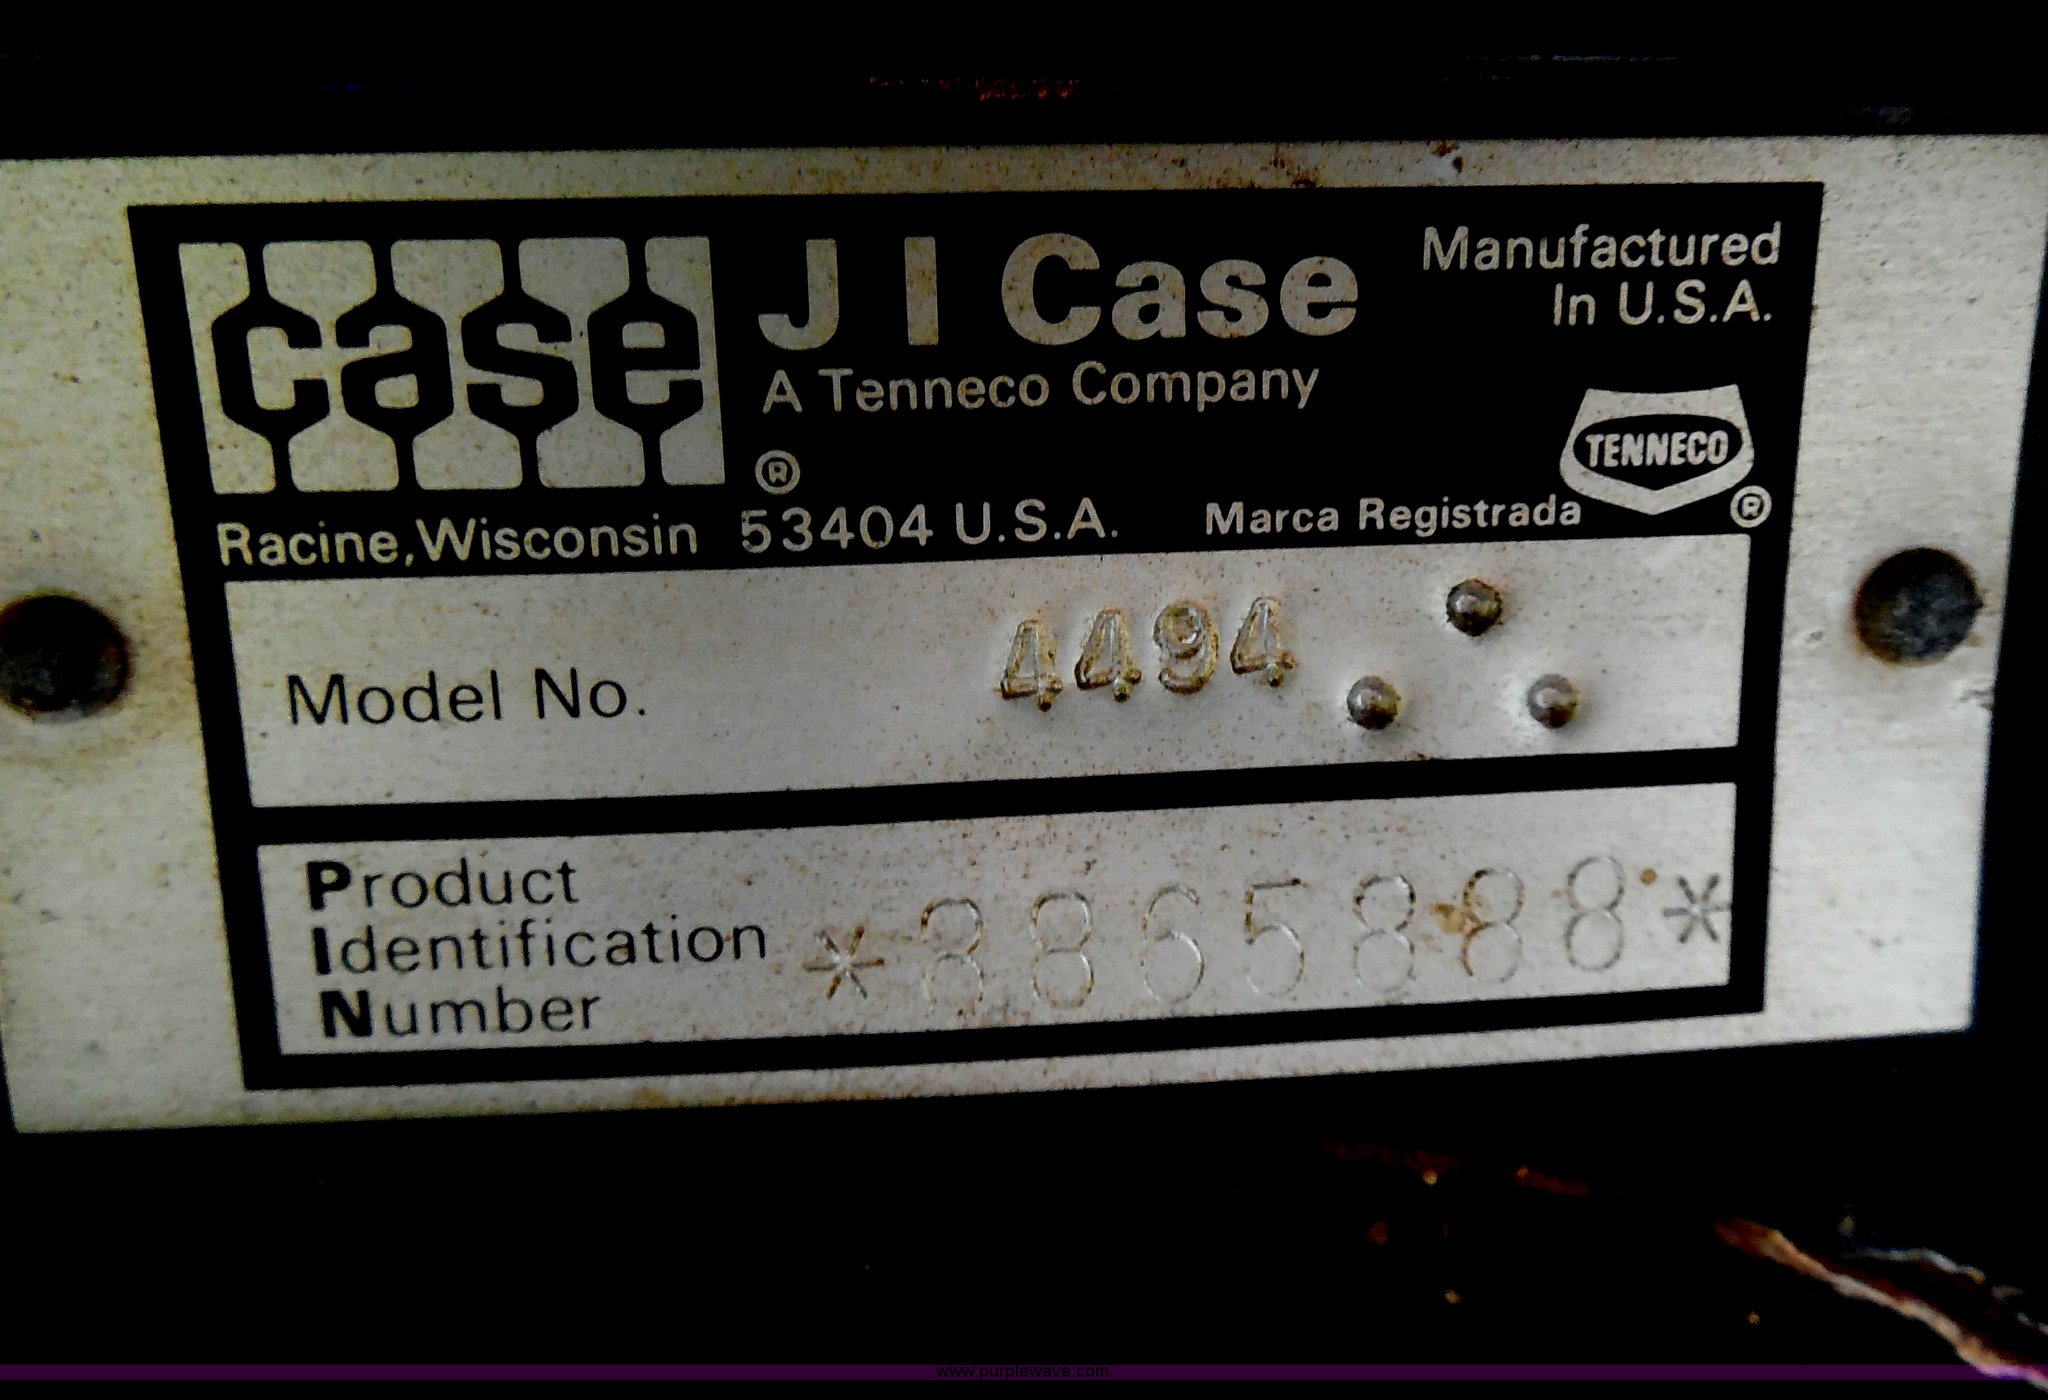 case
J I Case
Manufactured
In U.S.A.
A Tenneco Company
TENNECO
®
®
Racine, Wisconsin 53404 U.S.A. Marca Registrada
Model No. 4494
Product
Identification
Number
*8865888*
www.purplewave.com